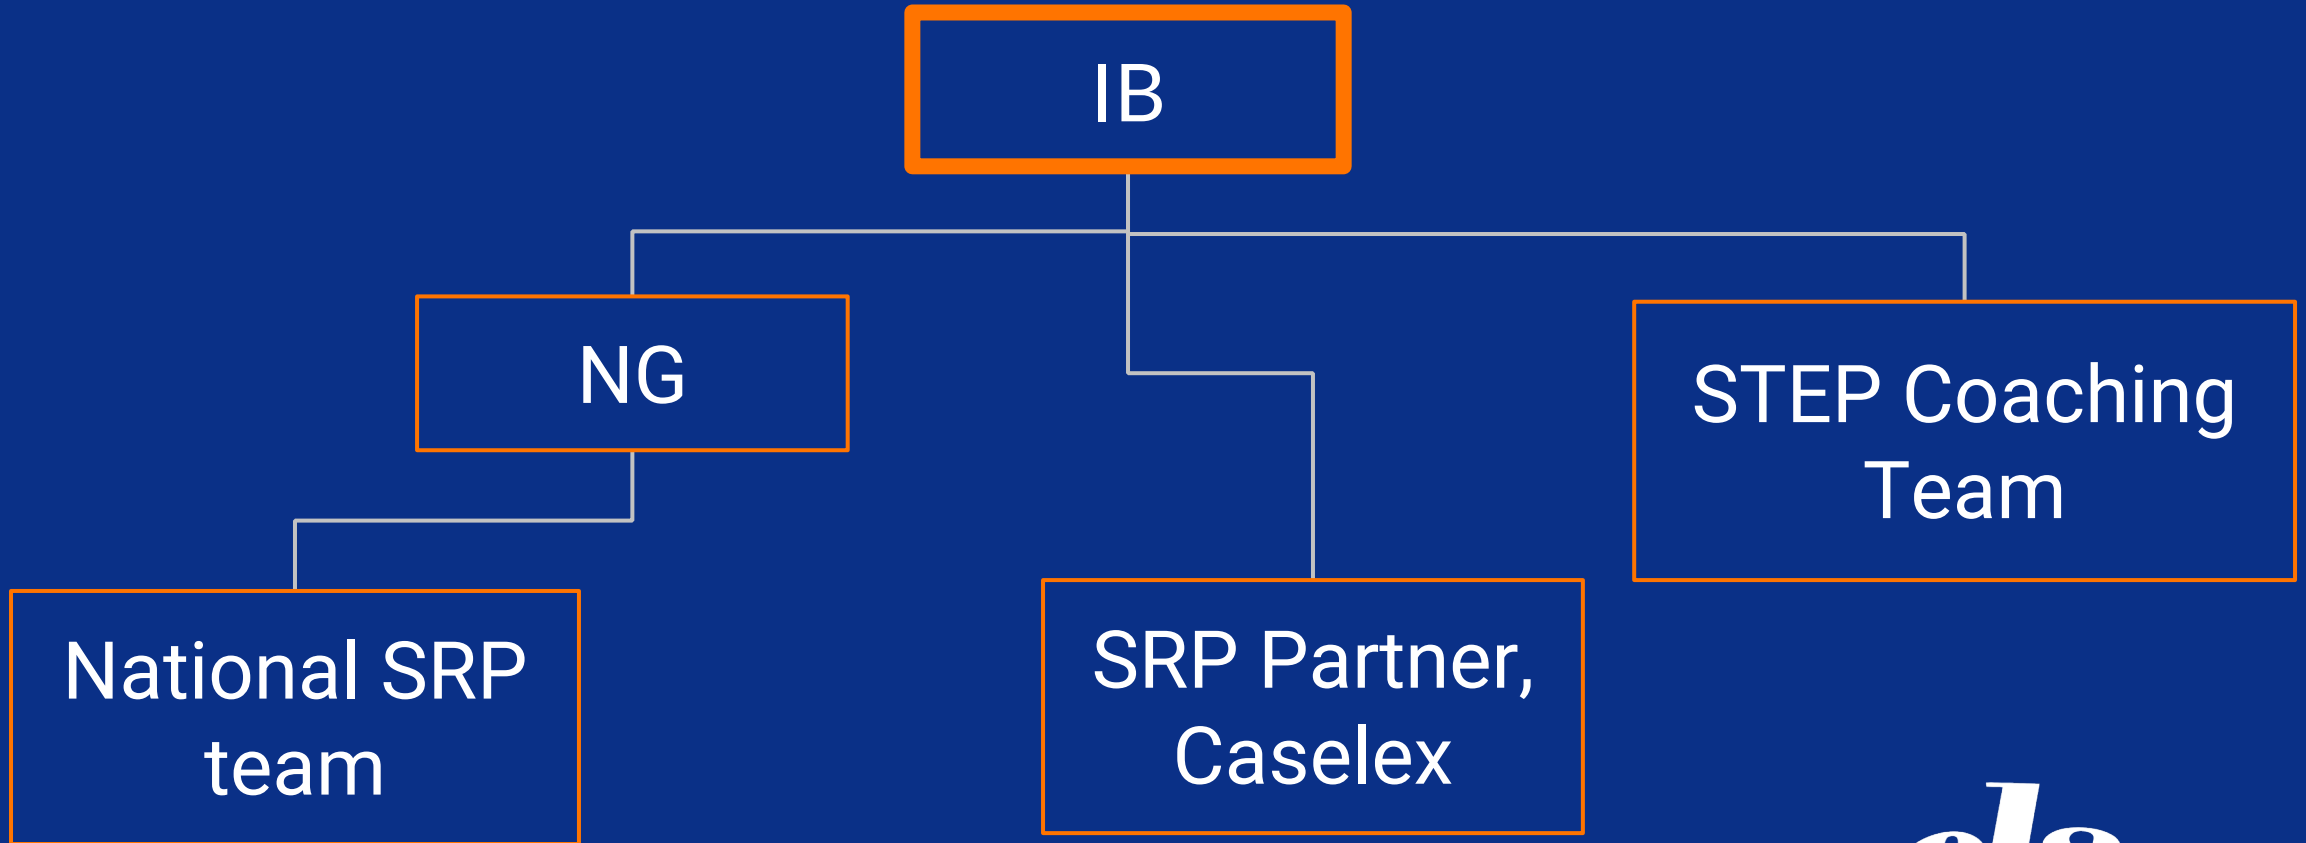 IB
NG
STEP Coaching
Team
National SRP
team
SRP Partner,
Caselex